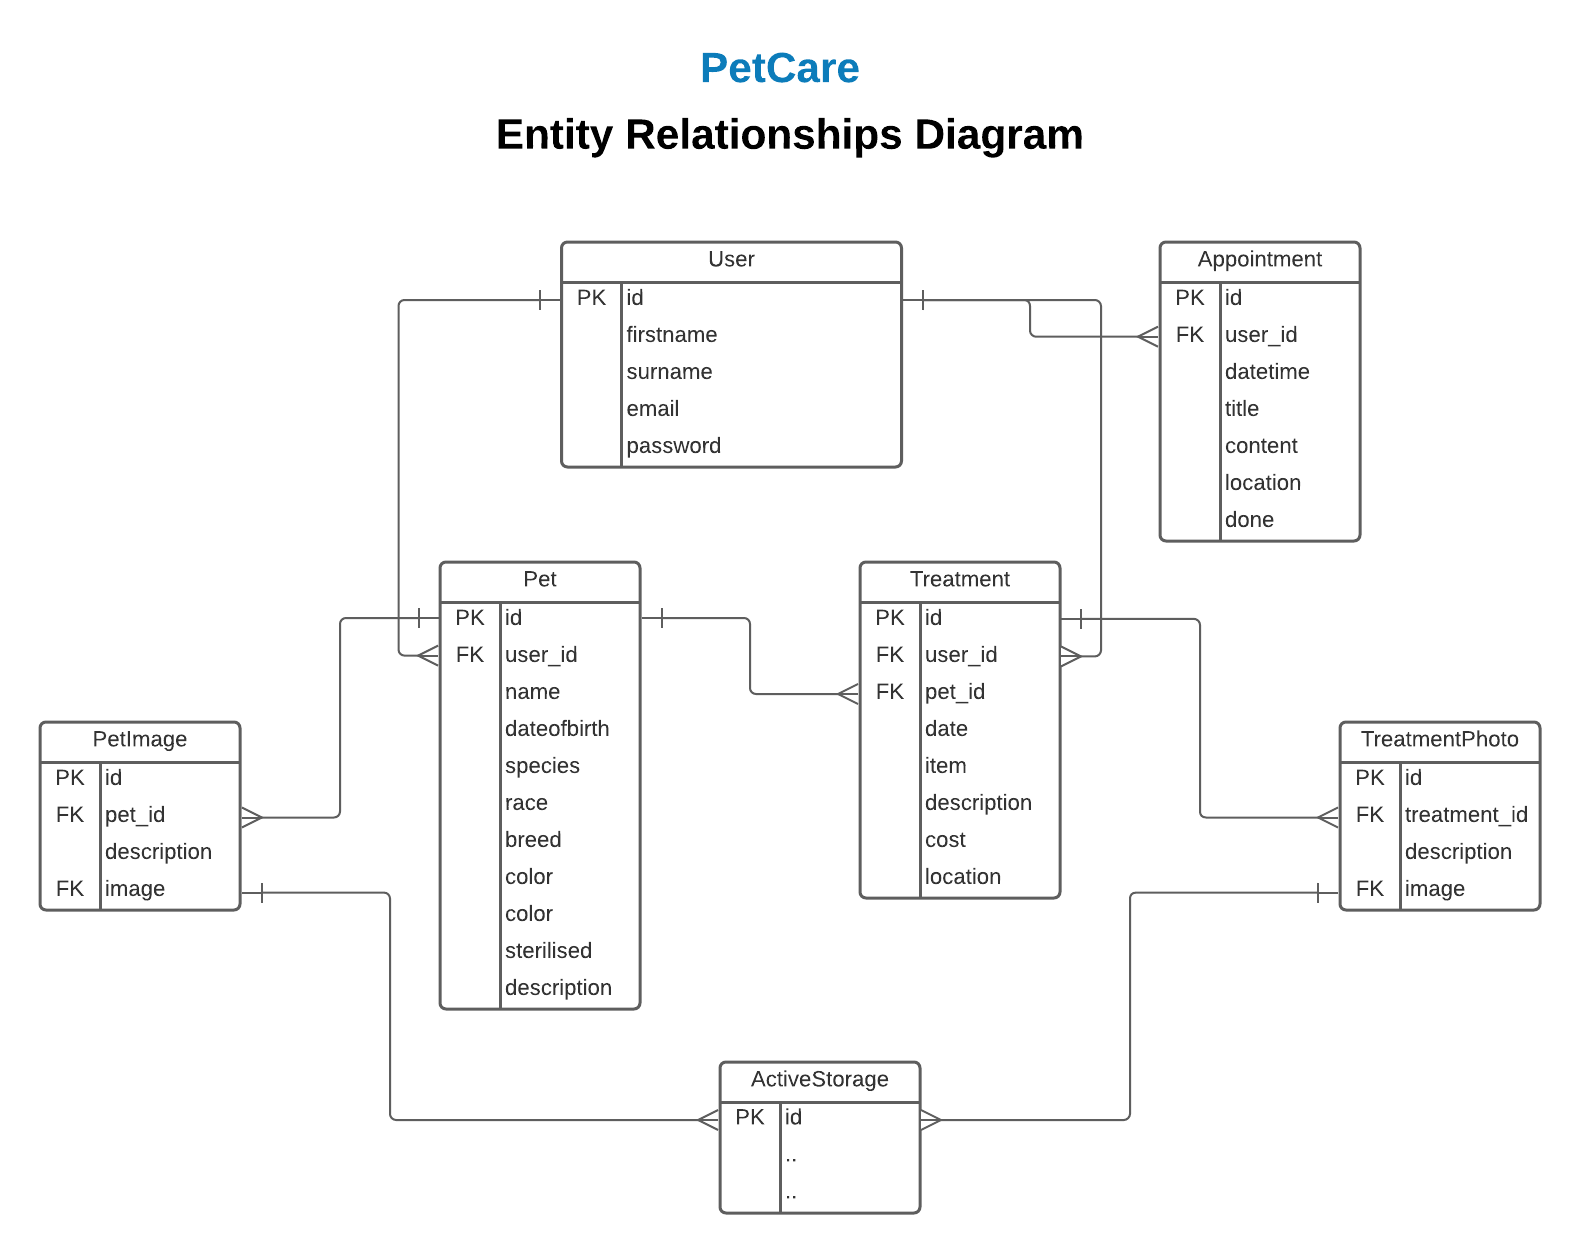 PetCare
Entity Relationships Diagram
User
PK id
firstname
surname
email
password
Appointment
PK id
FK user_id
datetime
title
content
location
done
Pet
PK id
FK user_id
name
dateofbirth
species
race
breed
color
color
sterilised
description
Treatment
PK id
FK user_id
FK pet_id
date
item
description
cost
location
PetImage
PK id
FK pet_id
description
FK image
TreatmentPhoto
PK id
FK treatment_id
description
FK image
ActiveStorage
PK id
..
..